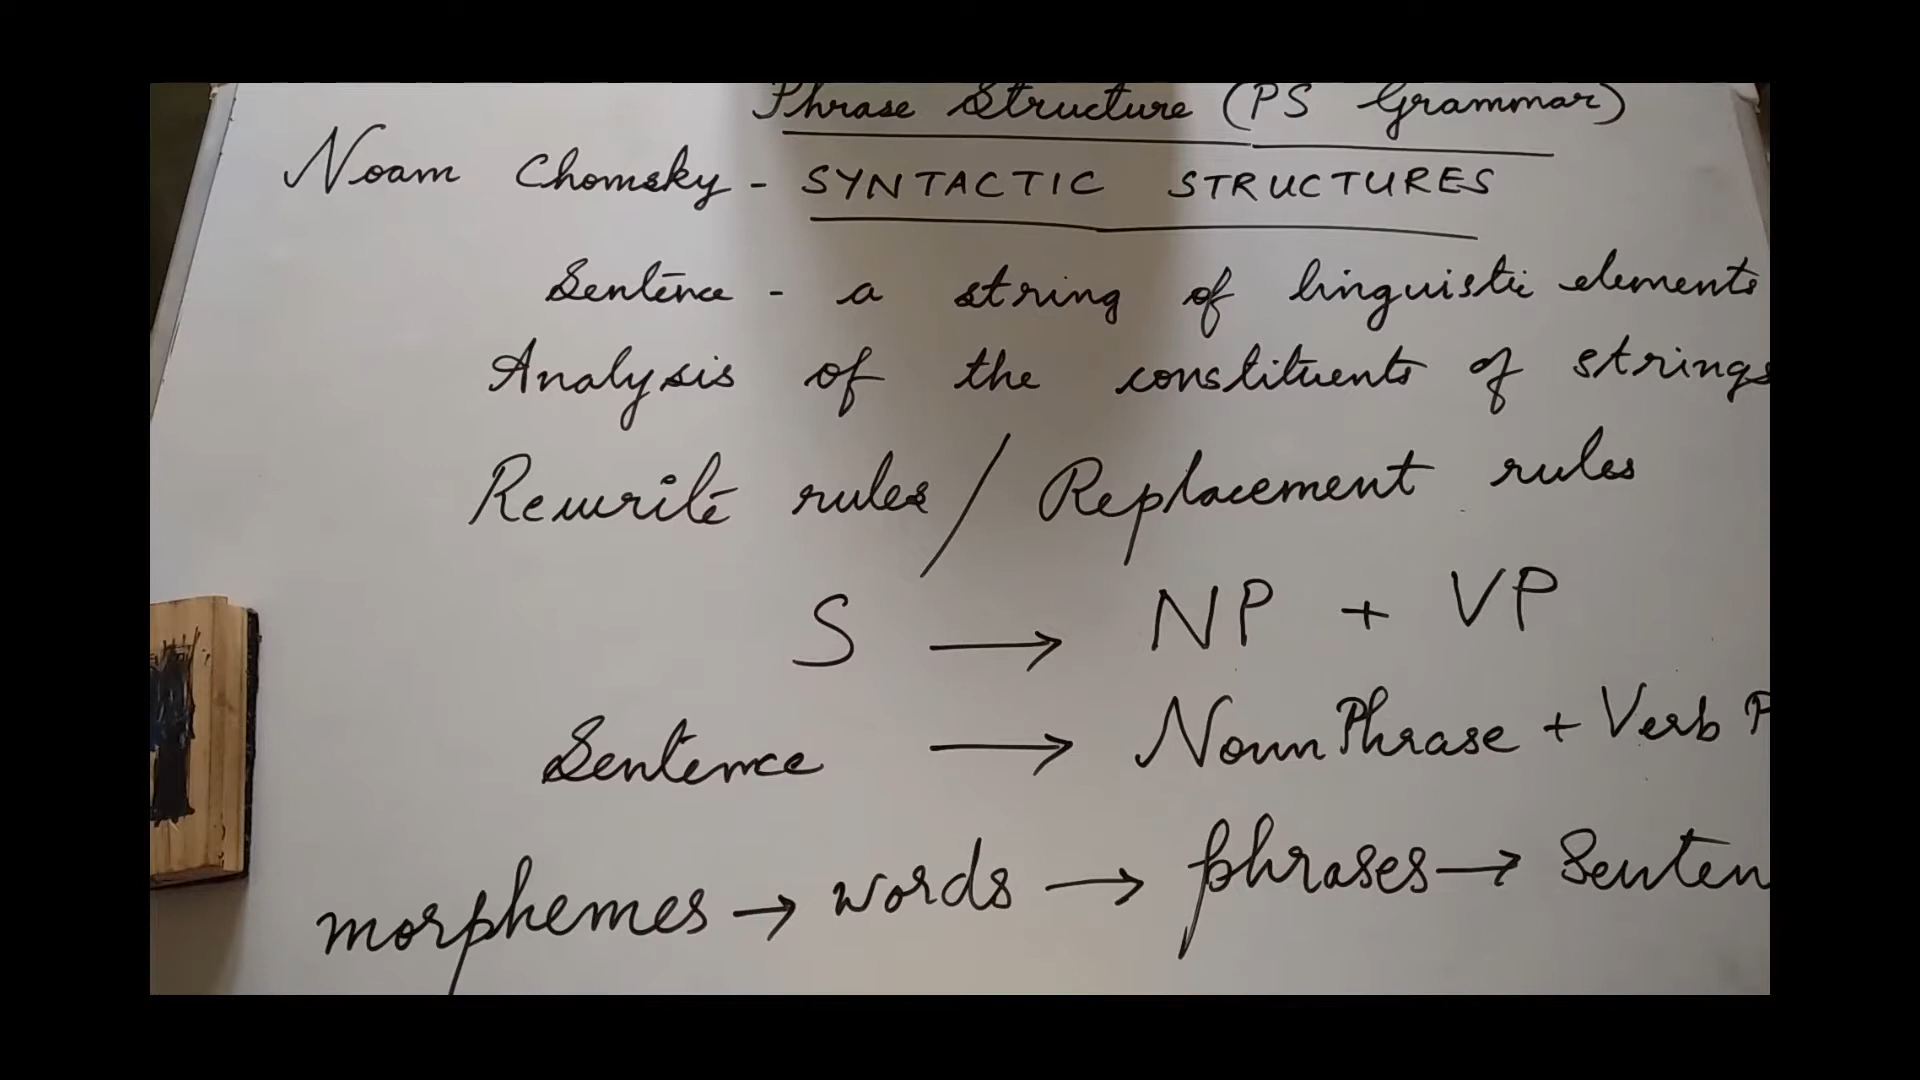 Phrase Structure (PS Grammar)
Noam Chomsky - SYNTACTIC STRUCTURES
Sentence - a string of linguistic elements
Analysis of the constituents of strings
Rewrite rules / Replacement rules
S → NP + VP
Sentence → Noun Phrase + Verb P
morphemes → words → phrases → Senten